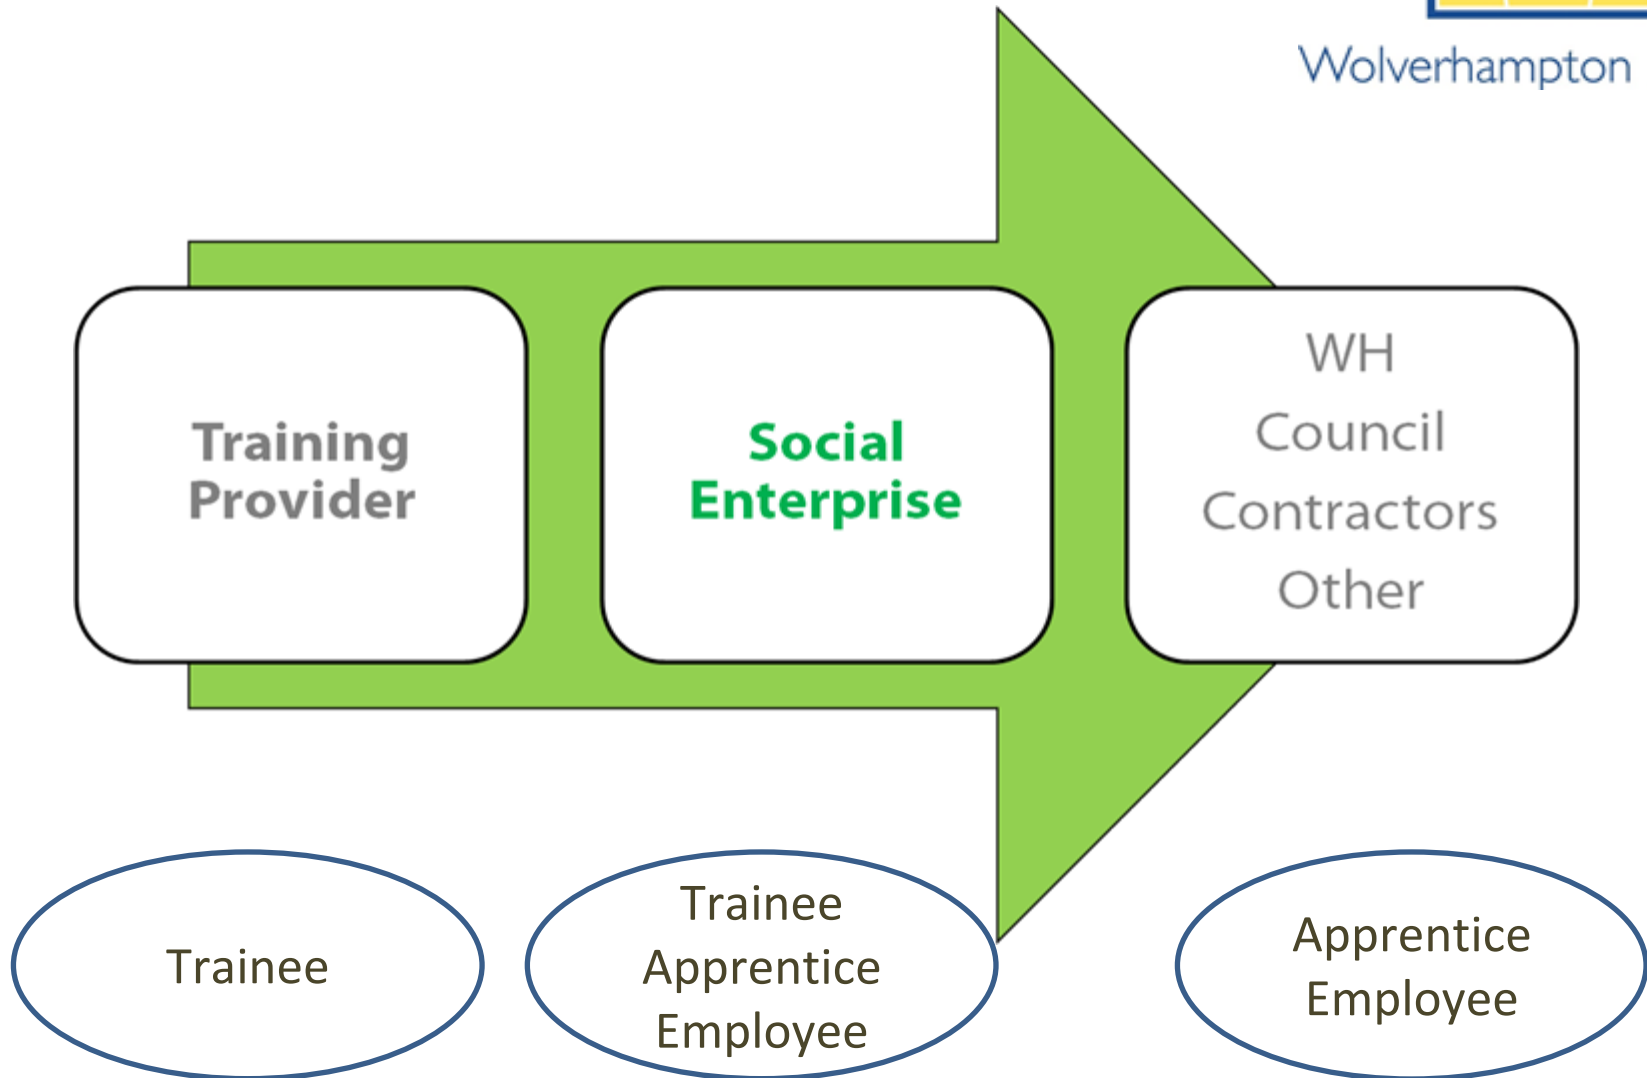 Wolverhampton
Training
Provider
Social
Enterprise
WH
Council
Contractors
Other
Trainee
Trainee
Apprentice
Employee
Apprentice
Employee